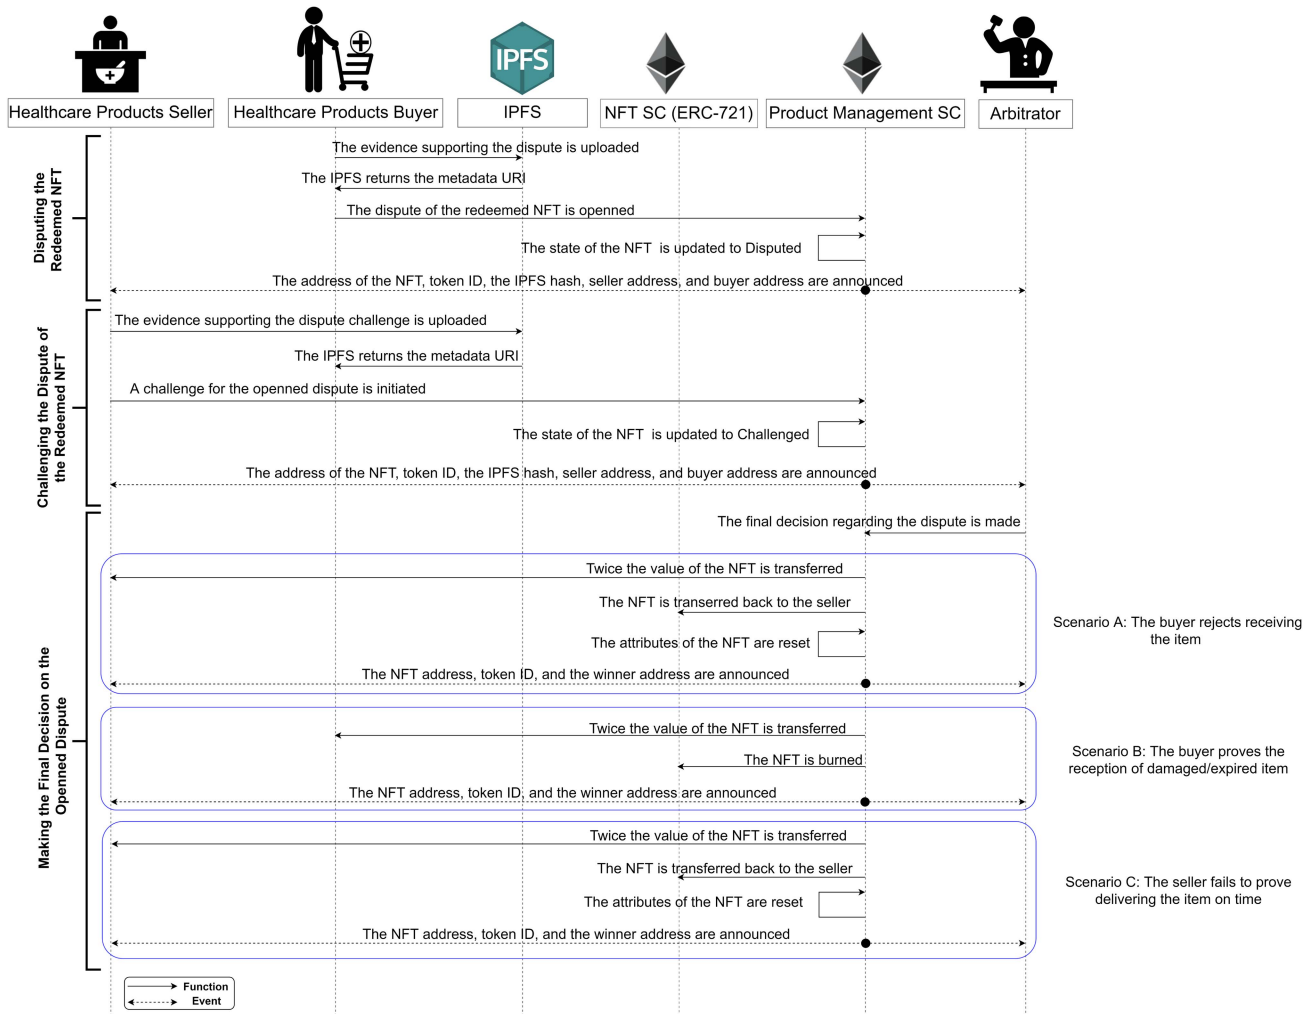 IPFS
Healthcare Products Seller
Healthcare Products Buyer
IPFS
NFT SC (ERC-721)
Product Management SC
Arbitrator
Disputing the
Redeemed NFT
The evidence supporting the dispute is uploaded
The IPFS returns the metadata URI
The dispute of the redeemed NFT is openned
The state of the NFT is updated to Disputed
The address of the NFT, token ID, the IPFS hash, seller address, and buyer address are announced
Challenging the Dispute of
the Redeemed NFT
The evidence supporting the dispute challenge is uploaded
The IPFS returns the metadata URI
A challenge for the openned dispute is initiated
The state of the NFT is updated to Challenged
The address of the NFT, token ID, the IPFS hash, seller address, and buyer address are announced
Making the Final Decision on the
Openned Dispute
The final decision regarding the dispute is made
Twice the value of the NFT is transferred
The NFT is transerred back to the seller
The attributes of the NFT are reset
The NFT address, token ID, and the winner address are announced
Scenario A: The buyer rejects receiving
the item
Twice the value of the NFT is transferred
The NFT is burned
The NFT address, token ID, and the winner address are announced
Scenario B: The buyer proves the
reception of damaged/expired item
Twice the value of the NFT is transferred
The NFT is transferred back to the seller
The attributes of the NFT are reset
The NFT address, token ID, and the winner address are announced
Scenario C: The seller fails to prove
delivering the item on time
Function
Event